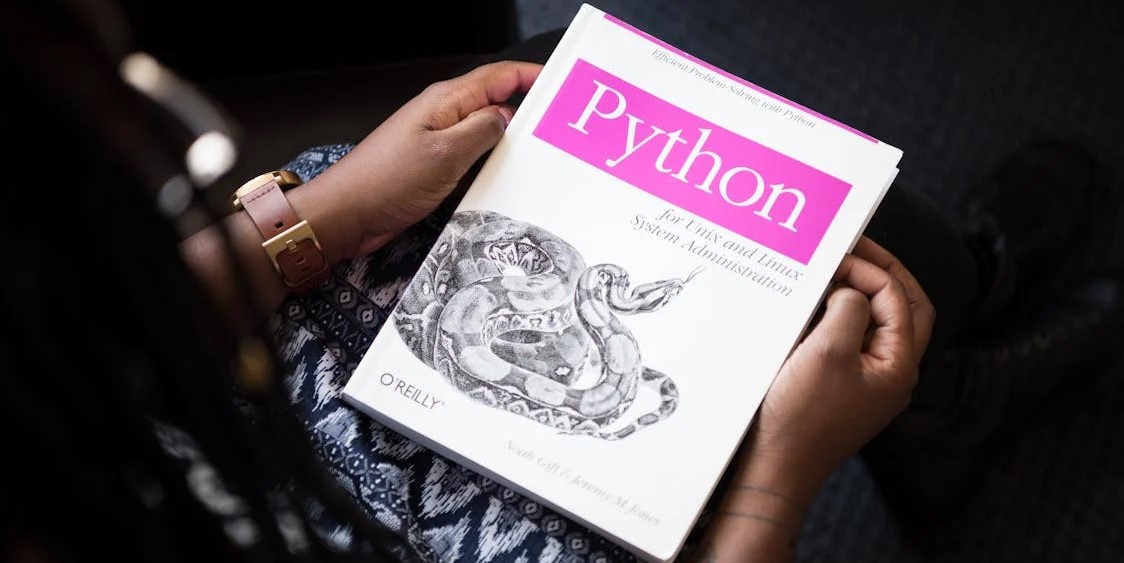 Efficient Problem-Solving with Python
Python
for Unix and Linux
System Administration
O'REILLY®
Noah Gift & Jeremy M. Jones